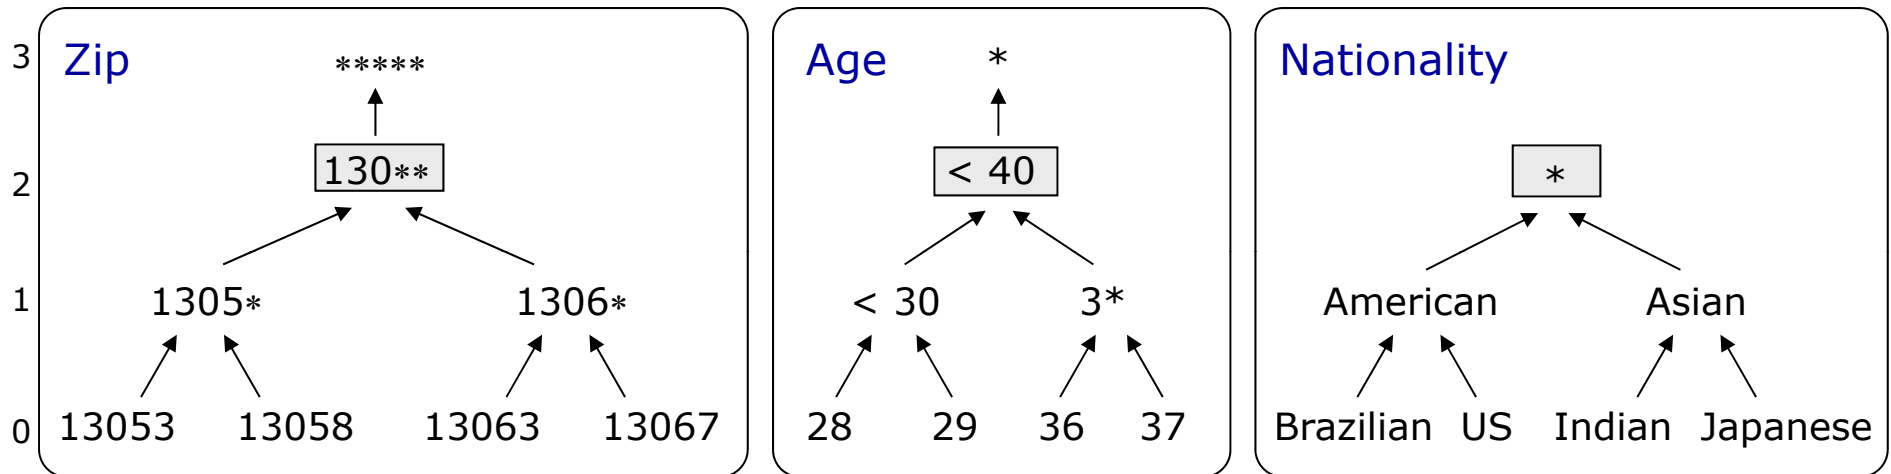 3 Zip ***** Age * Nationality
2 130** < 40 *
1 1305* 1306* < 30 3* American Asian
0 13053 13058 13063 13067 28 29 36 37 Brazilian US Indian Japanese